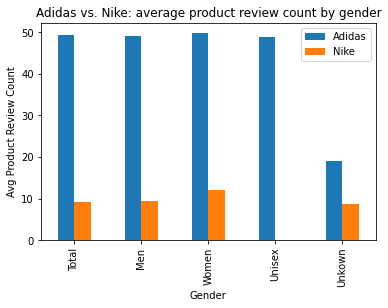 Adidas vs. Nike: average product review count by gender
Adidas
Nike
50
40
30
20
10
0
Avg Product Review Count
Total
Men
Women
Unisex
Unkown
Gender